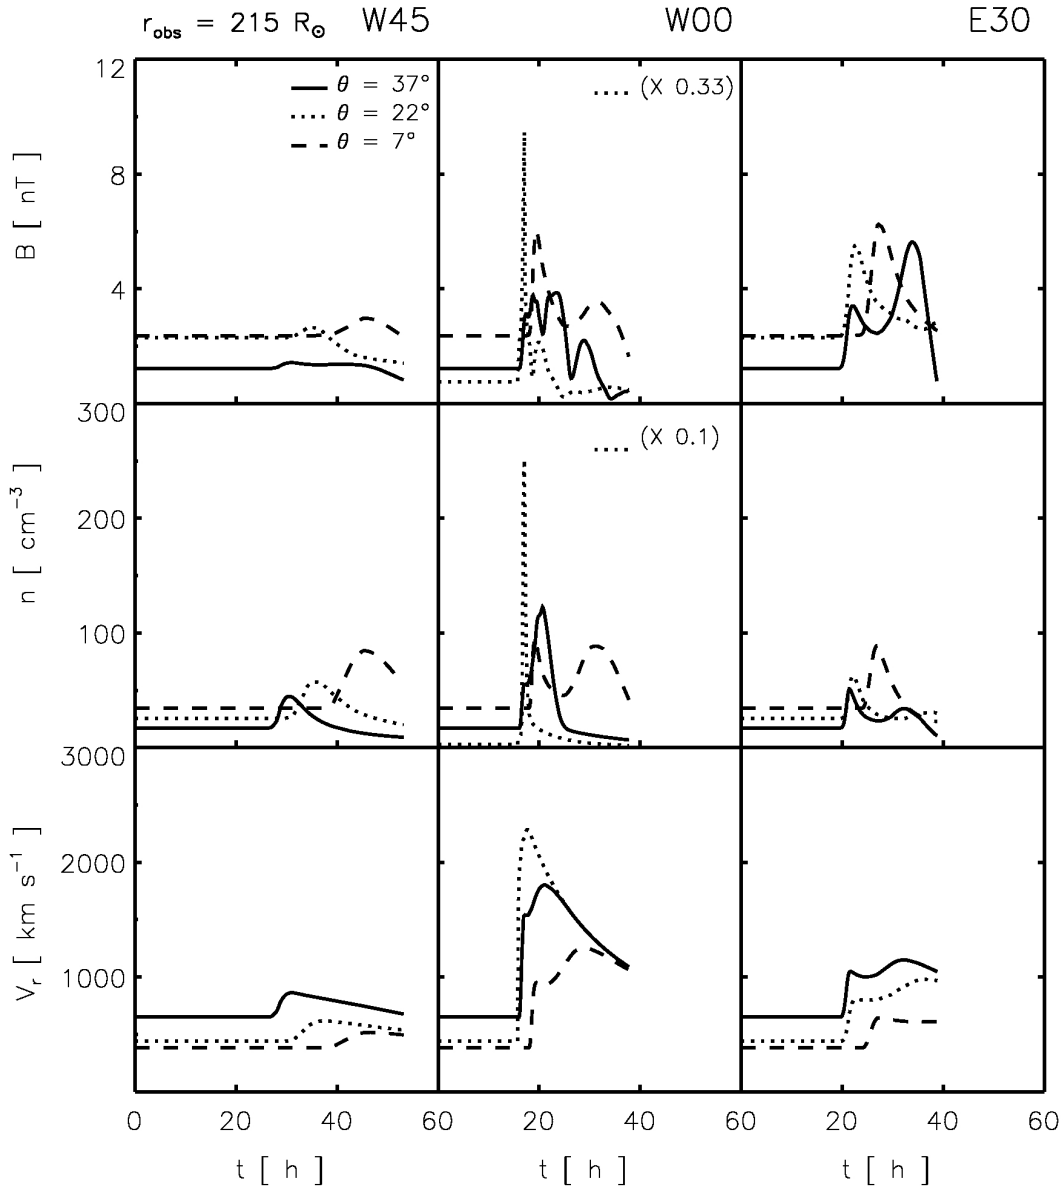 r_obs = 215 R_⊙ W45 W00 E30
θ = 37°
θ = 22°
θ = 7°
(X 0.33)
12
8
4
B [ nT ]
(X 0.1)
300
200
100
n [ cm⁻³ ]
3000
2000
1000
V_r [ km s⁻¹ ]
0 20 40 60 20 40 60 20 40 60
t [ h ] t [ h ] t [ h ]